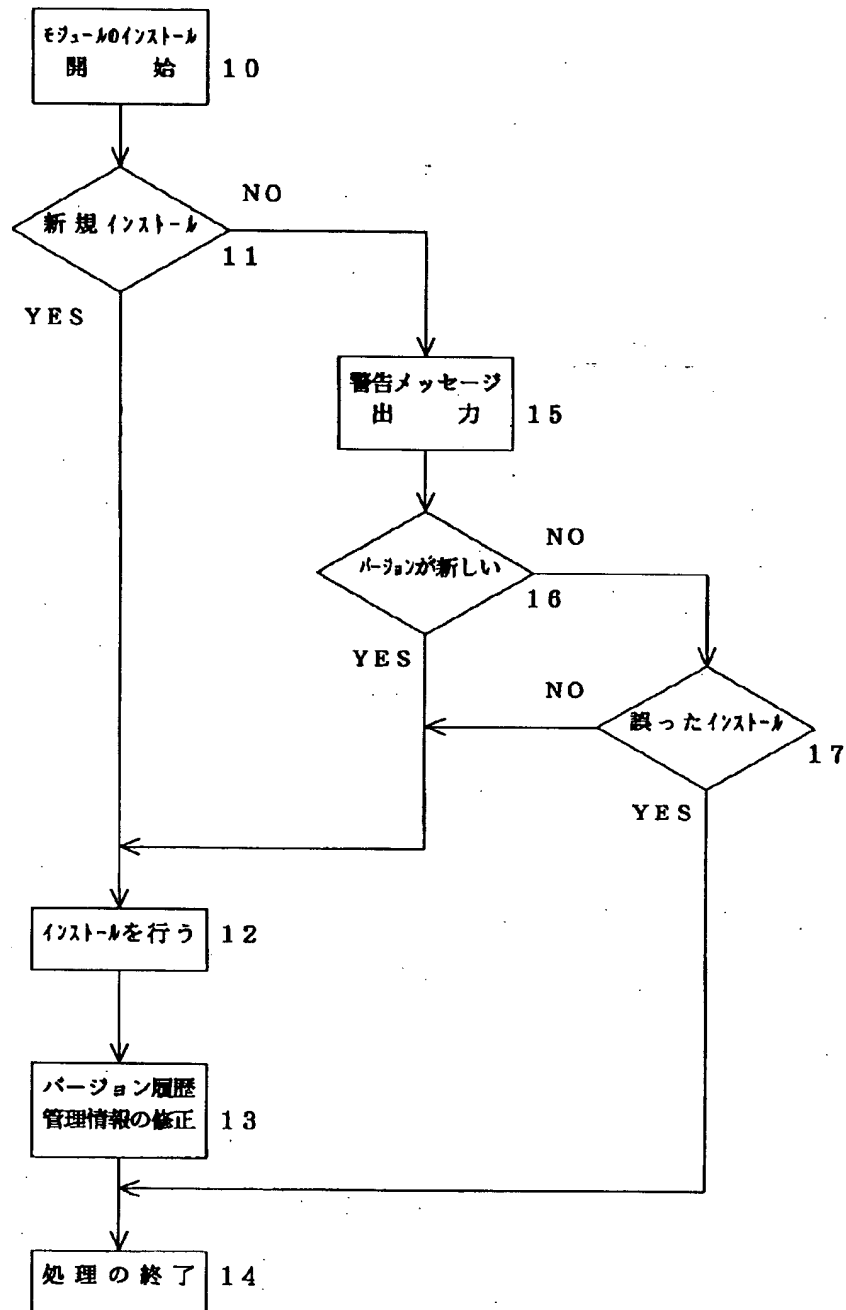 モジュールのインストール
開 始 10
新規インストール
NO
11
YES
警告メッセージ
出 力 15
バージョンが新しい
NO
16
YES
誤ったインストール
NO
17
YES
インストールを行う 12
バージョン履歴
管理情報の修正 13
処理の終了 14